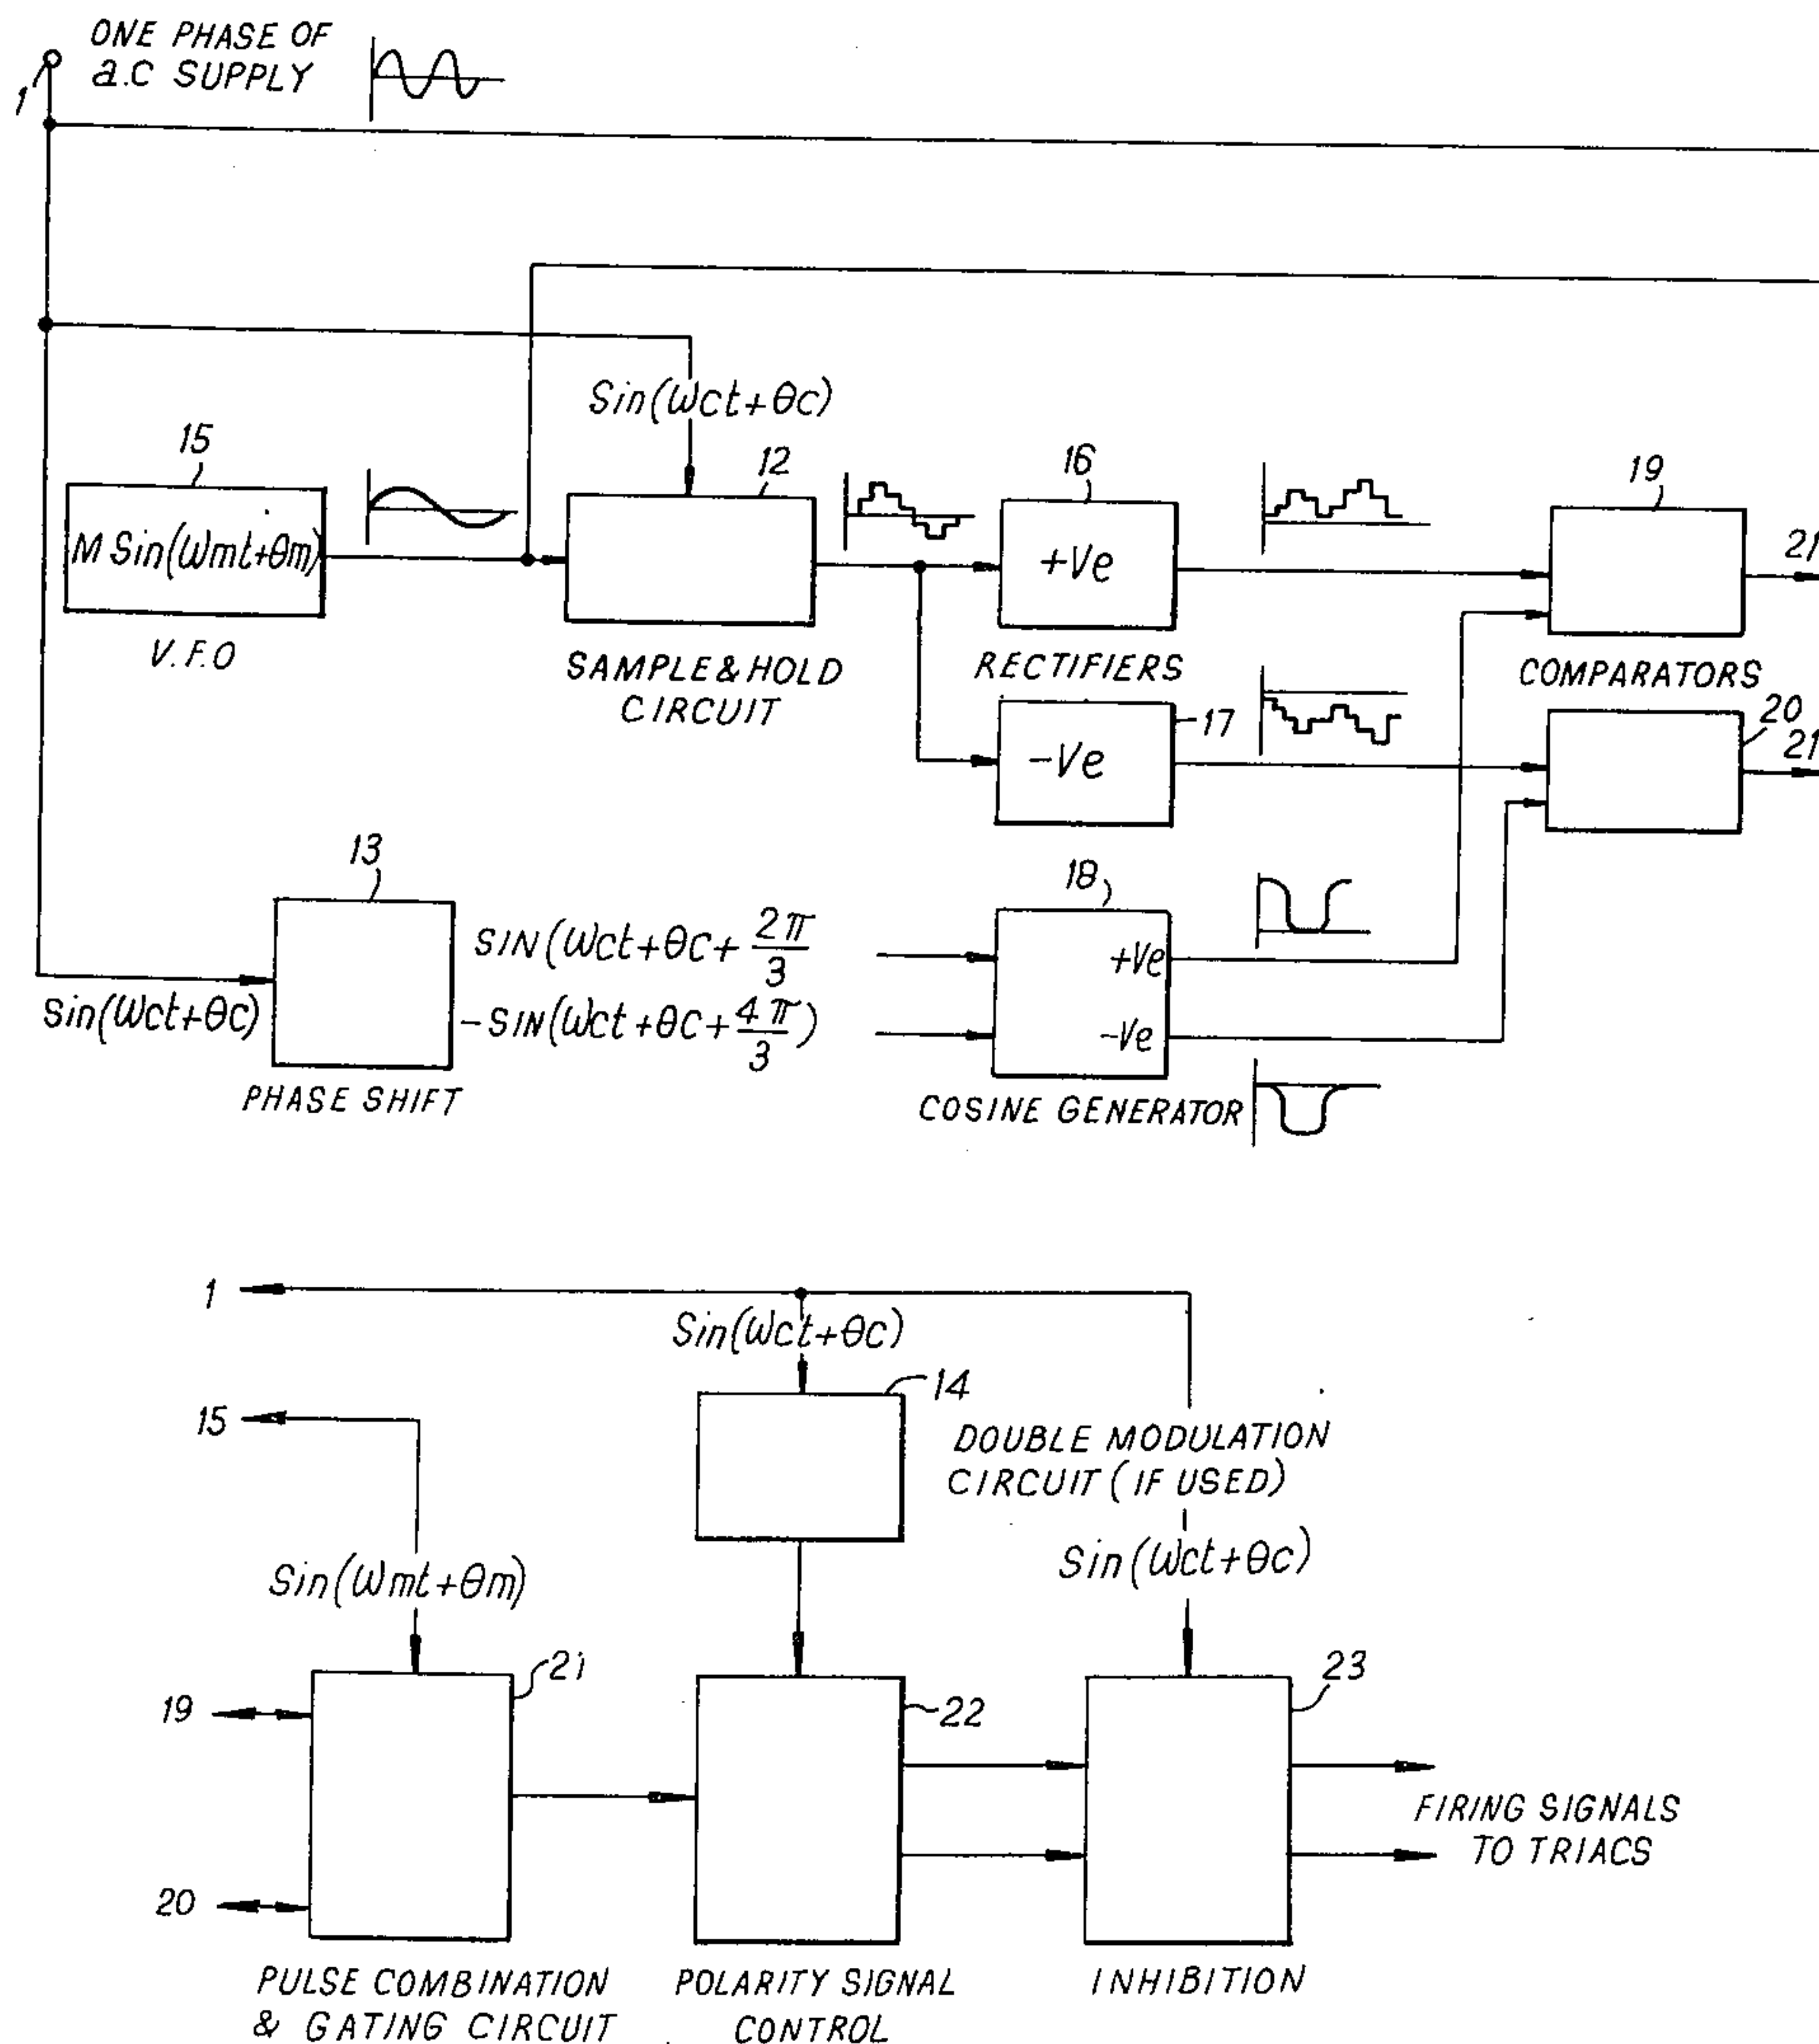 ONE PHASE OF
a.c SUPPLY
1
Sin(ωct+θc)
15
12
16
19
M Sin(ωmt+θm)
+Ve
21
V.F.O
SAMPLE & HOLD
CIRCUIT
RECTIFIERS
COMPARATORS
17
20
21
-Ve
13
18
SIN(ωct+θc+2π/3
+Ve
Sin(ωct+θc)
-SIN(ωct+θc+4π/3)
-Ve
PHASE SHIFT
COSINE GENERATOR
1
Sin(ωct+θc)
14
15
DOUBLE MODULATION
CIRCUIT (IF USED)
Sin(ωmt+θm)
Sin(ωct+θc)
21
23
19
22
FIRING SIGNALS
TO TRIACS
20
PULSE COMBINATION
& GATING CIRCUIT
POLARITY SIGNAL
CONTROL
INHIBITION